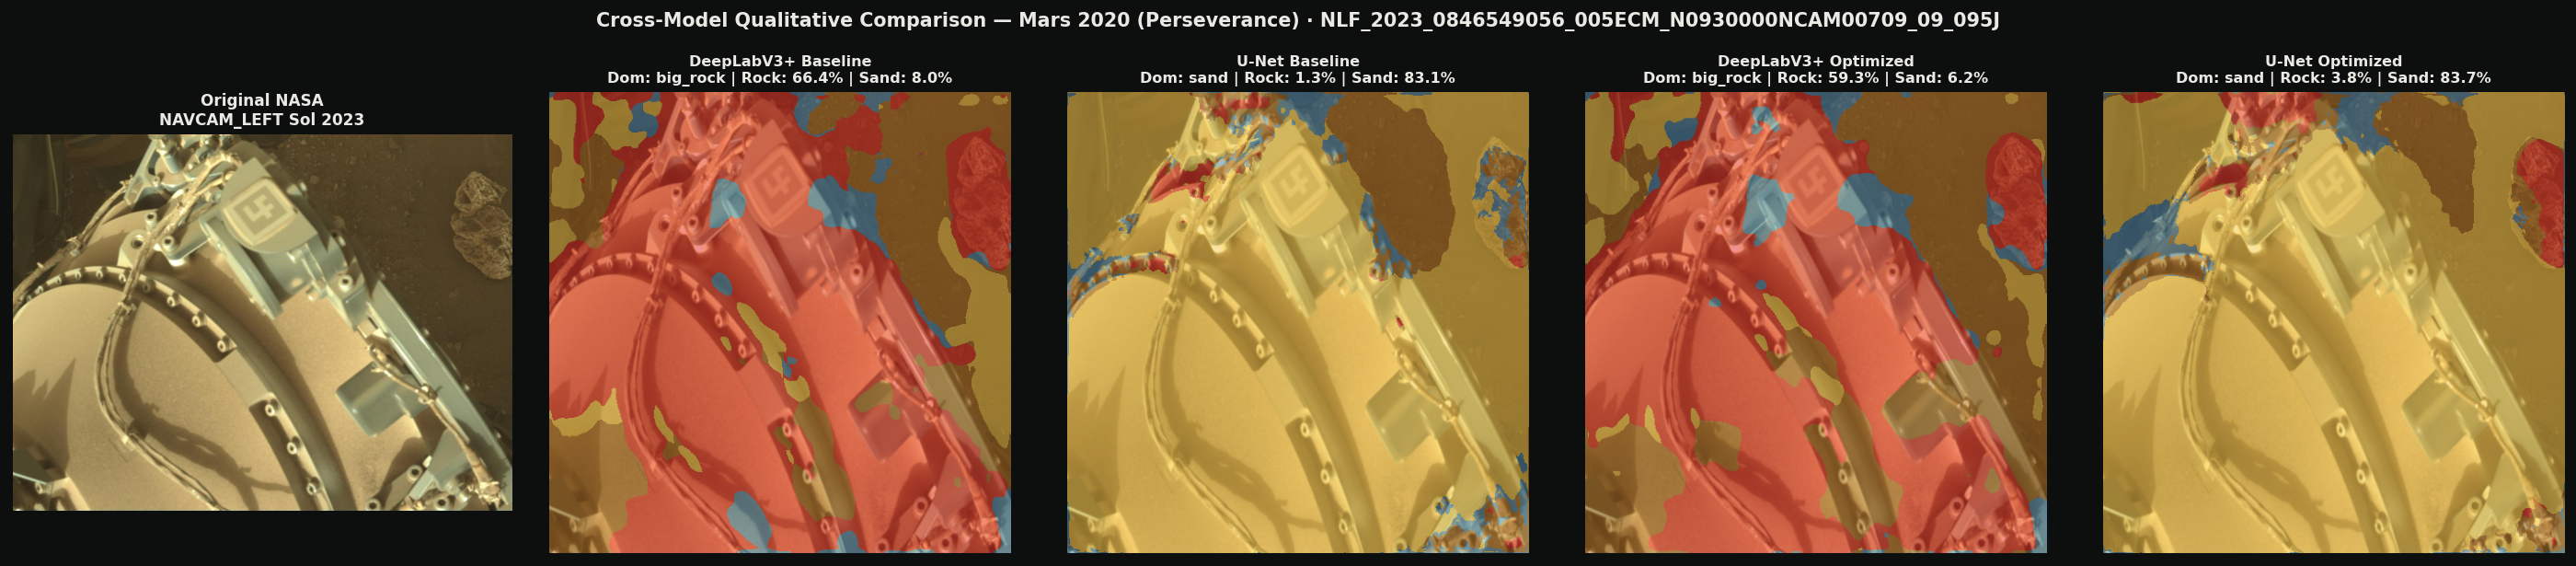 Cross-Model Qualitative Comparison — Mars 2020 (Perseverance) · NLF_2023_0846549056_005ECM_N0930000NCAM00709_09_095J
Original NASA
NAVCAM_LEFT Sol 2023
DeepLabV3+ Baseline
Dom: big_rock | Rock: 66.4% | Sand: 8.0%
U-Net Baseline
Dom: sand | Rock: 1.3% | Sand: 83.1%
DeepLabV3+ Optimized
Dom: big_rock | Rock: 59.3% | Sand: 6.2%
U-Net Optimized
Dom: sand | Rock: 3.8% | Sand: 83.7%